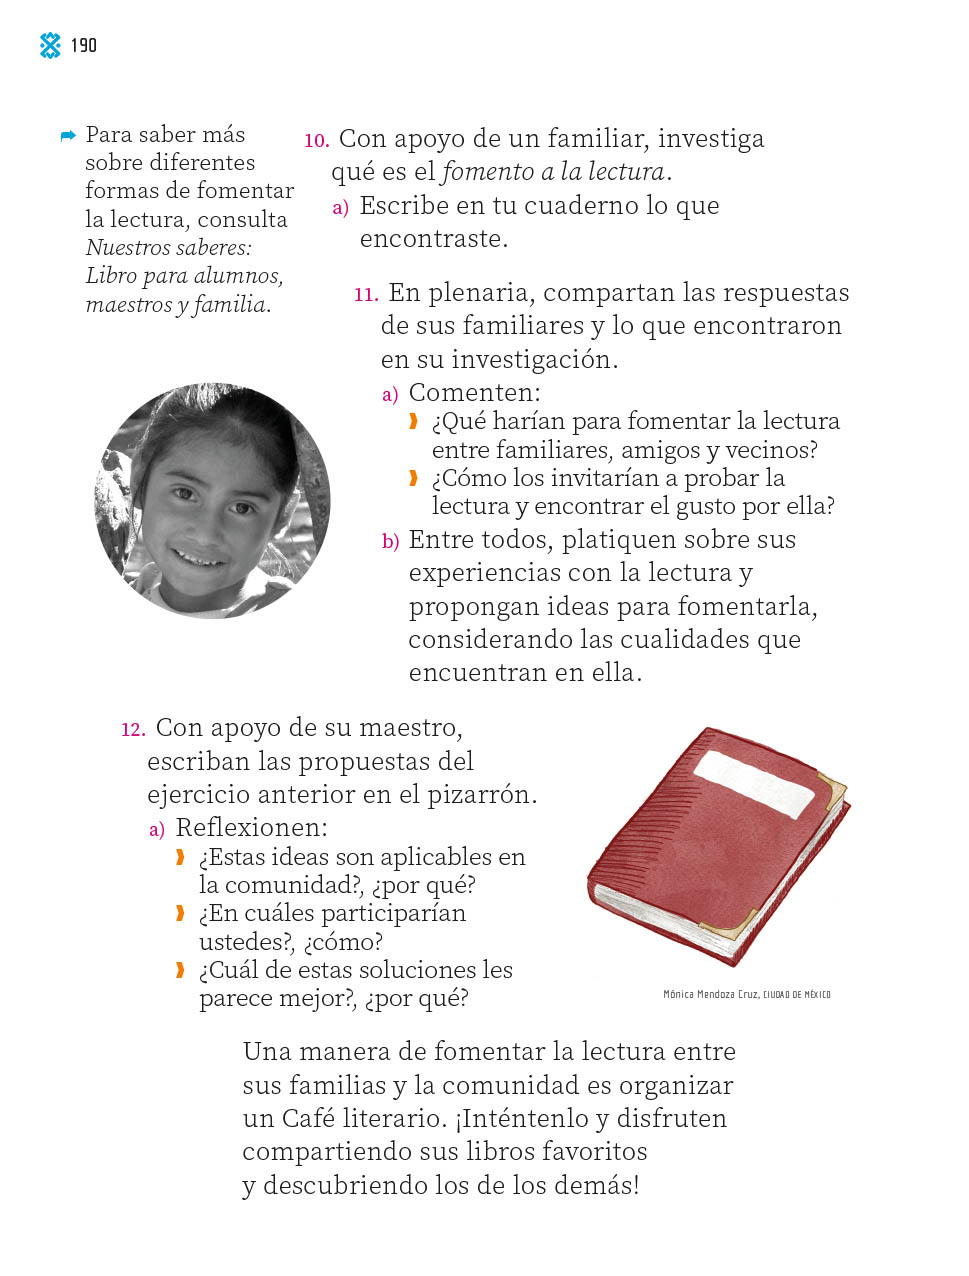 190
Para saber más
sobre diferentes
formas de fomentar
la lectura, consulta
Nuestros saberes:
Libro para alumnos,
maestros y familia.
10. Con apoyo de un familiar, investiga
qué es el fomento a la lectura.
a) Escribe en tu cuaderno lo que
encontraste.
11. En plenaria, compartan las respuestas
de sus familiares y lo que encontraron
en su investigación.
a) Comenten:
¿Qué harían para fomentar la lectura
entre familiares, amigos y vecinos?
¿Cómo los invitarían a probar la
lectura y encontrar el gusto por ella?
b) Entre todos, platiquen sobre sus
experiencias con la lectura y
propongan ideas para fomentarla,
considerando las cualidades que
encuentran en ella.
12. Con apoyo de su maestro,
escriban las propuestas del
ejercicio anterior en el pizarrón.
a) Reflexionen:
¿Estas ideas son aplicables en
la comunidad?, ¿por qué?
¿En cuáles participarían
ustedes?, ¿cómo?
¿Cuál de estas soluciones les
parece mejor?, ¿por qué?
Mónica Mendoza Cruz, CIUDAD DE MÉXICO
Una manera de fomentar la lectura entre
sus familias y la comunidad es organizar
un Café literario. ¡Inténtenlo y disfruten
compartiendo sus libros favoritos
y descubriendo los de los demás!